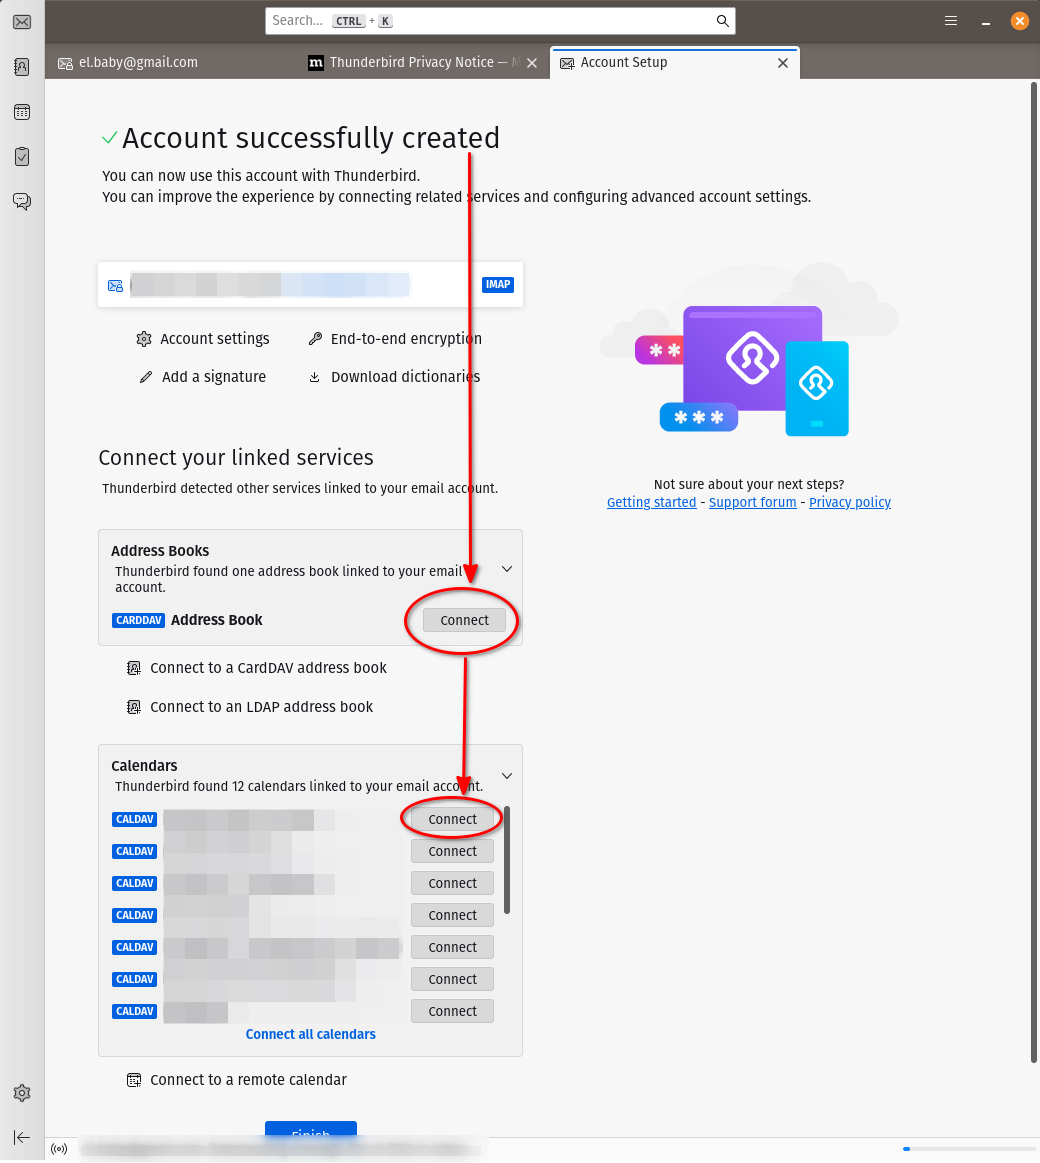 Search... CTRL + K
el.baby@gmail.com
m Thunderbird Privacy Notice —
Account Setup
Account successfully created
You can now use this account with Thunderbird.
You can improve the experience by connecting related services and configuring advanced account settings.
IMAP
Account settings
End-to-end encryption
Add a signature
Download dictionaries
Connect your linked services
Thunderbird detected other services linked to your email account.
Address Books
Thunderbird found one address book linked to your email
account.
CARDDAV Address Book Connect
Connect to a CardDAV address book
Connect to an LDAP address book
Calendars
Thunderbird found 12 calendars linked to your email account.
CALDAV Connect
CALDAV Connect
CALDAV Connect
CALDAV Connect
CALDAV Connect
CALDAV Connect
CALDAV Connect
Connect all calendars
Connect to a remote calendar
Finish
***
***
Not sure about your next steps?
Getting started - Support forum - Privacy policy